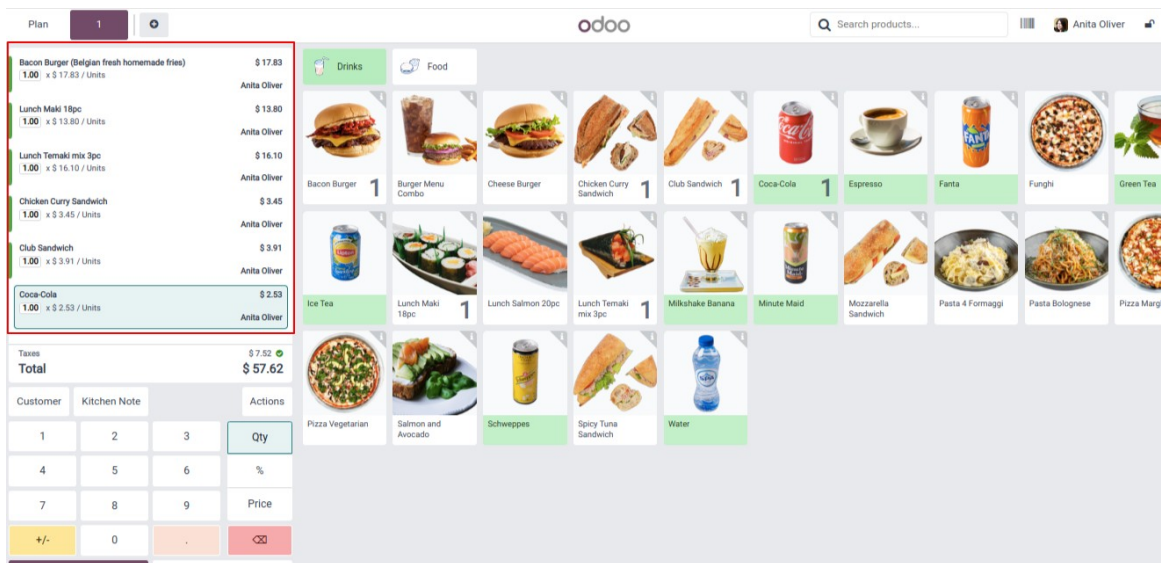 Plan
1
odoo
Search products...
Anita Oliver
Bacon Burger (Belgian fresh homemade fries)
$ 17.83
1.00 x $ 17.83 / Units
Anita Oliver
Lunch Maki 18pc
$ 13.80
1.00 x $ 13.80 / Units
Anita Oliver
Lunch Temaki mix 3pc
$ 16.10
1.00 x $ 16.10 / Units
Anita Oliver
Chicken Curry Sandwich
$ 3.45
1.00 x $ 3.45 / Units
Anita Oliver
Club Sandwich
$ 3.91
1.00 x $ 3.91 / Units
Anita Oliver
Coca-Cola
$ 2.53
1.00 x $ 2.53 / Units
Anita Oliver
Taxes
$ 7.52
Total
$ 57.62
Customer
Kitchen Note
Actions
1
2
3
Qty
4
5
6
%
7
8
9
Price
+/-
0
.
Drinks
Food
Bacon Burger
1
Burger Menu
Combo
Cheese Burger
Chicken Curry
Sandwich
1
Club Sandwich
1
Coca-Cola
1
Espresso
FANTA
Fanta
Funghi
Green Tea
Ice Tea
Lunch Maki
18pc
1
Lunch Salmon 20pc
Lunch Temaki
mix 3pc
1
Milkshake Banana
Minute Maid
Mozzarella
Sandwich
Pasta 4 Formaggi
Pasta Bolognese
Pizza Marg
Pizza Vegetarian
Salmon and
Avocado
Schweppes
Spicy Tuna
Sandwich
Water